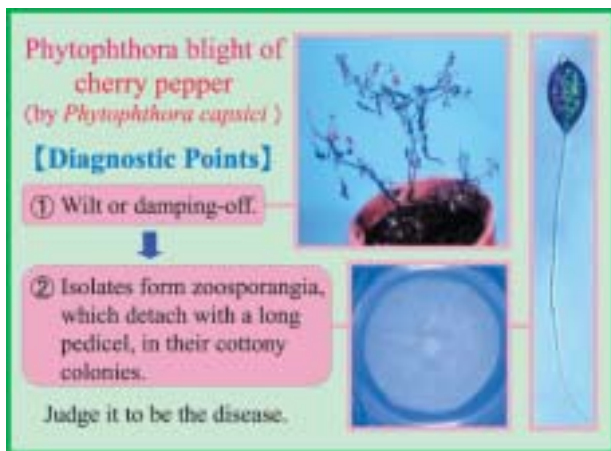 Phytophthora blight of
cherry pepper
(by Phytophthora capsici )
【Diagnostic Points】
① Wilt or damping-off.
② Isolates form zoosporangia,
which detach with a long
pedicel, in their cottony
colonies.
Judge it to be the disease.